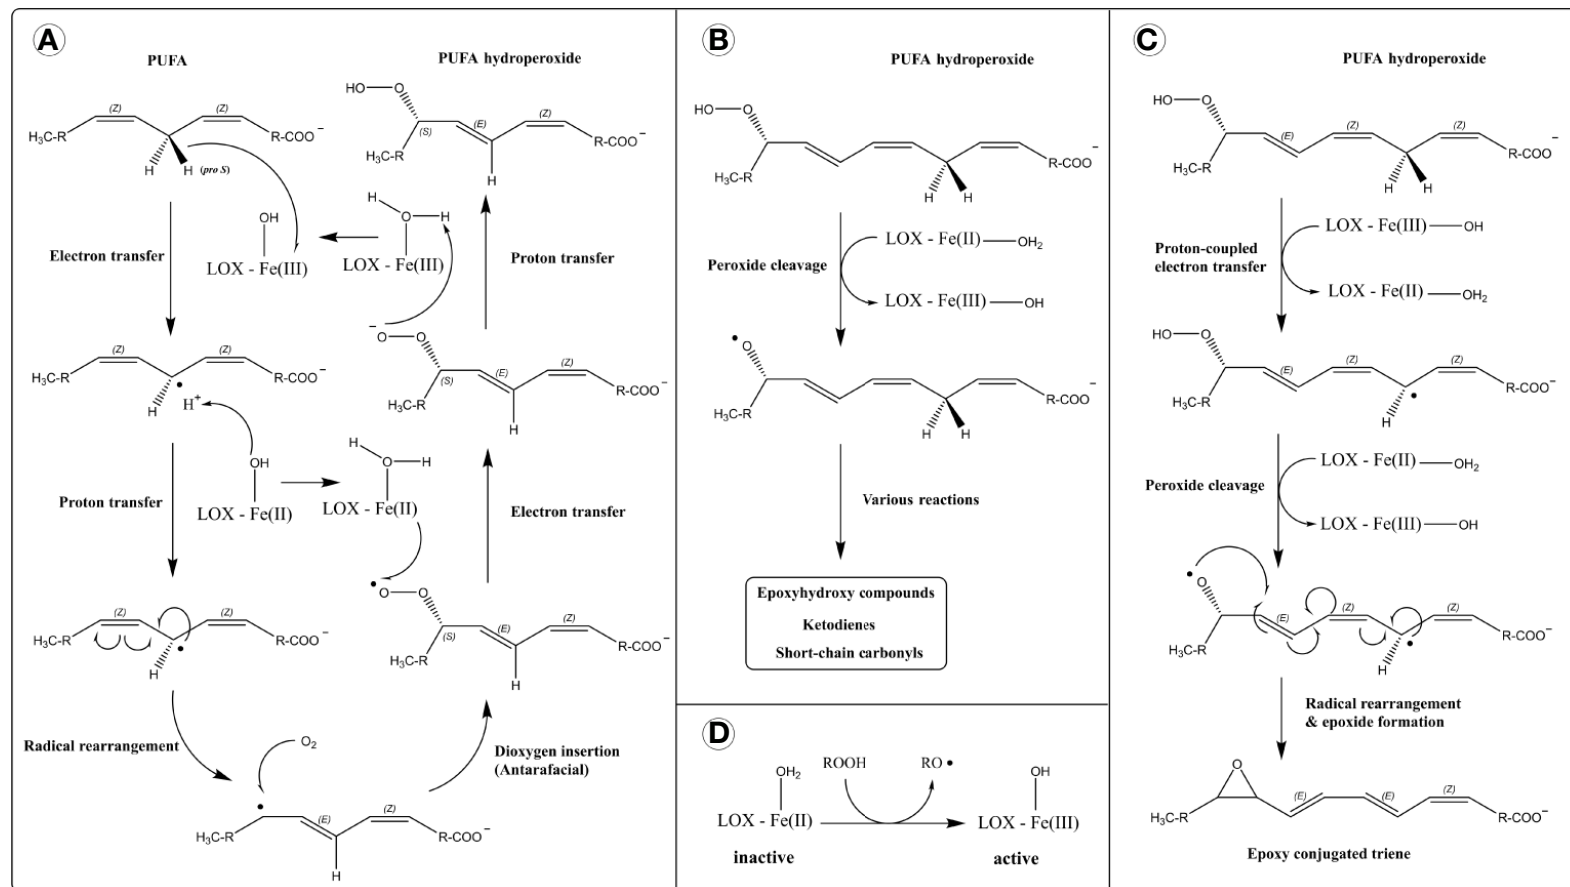 A
PUFA
PUFA hydroperoxide
(Z)
(Z)
H₃C-R
R-COO⁻
H
H
(pro S)
HO
O
(S)
(E)
(Z)
H₃C-R
R-COO⁻
H
Electron transfer
OH
LOX - Fe(III)
H
O
H
LOX - Fe(III)
Proton transfer
(Z)
(Z)
H₃C-R
R-COO⁻
H
•
H⁺
⁻
O
O
(S)
(E)
(Z)
H₃C-R
R-COO⁻
H
Proton transfer
OH
LOX - Fe(II)
H
O
H
LOX - Fe(II)
Electron transfer
(Z)
(Z)
H₃C-R
R-COO⁻
H
•
•
O
O
(S)
(E)
(Z)
H₃C-R
R-COO⁻
H
Radical rearrangement
O₂
Dioxygen insertion
(Antarafacial)
•
H₃C-R
(E)
(Z)
R-COO⁻
H
B
PUFA hydroperoxide
HO
O
H₃C-R
R-COO⁻
H
H
Peroxide cleavage
LOX - Fe(II)
OH₂
LOX - Fe(III)
OH
•
O
H₃C-R
R-COO⁻
H
H
Various reactions
Epoxyhydroxy compounds
Ketodienes
Short-chain carbonyls
D
OH₂
LOX - Fe(II)
inactive
ROOH
RO •
OH
LOX - Fe(III)
active
C
PUFA hydroperoxide
HO
O
(E)
(Z)
(Z)
H₃C-R
R-COO⁻
H
H
Proton-coupled
electron transfer
LOX - Fe(III)
OH
LOX - Fe(II)
OH₂
HO
O
(E)
(Z)
(Z)
H₃C-R
R-COO⁻
H
•
Peroxide cleavage
LOX - Fe(II)
OH₂
LOX - Fe(III)
OH
•
O
(E)
(Z)
(Z)
H₃C-R
R-COO⁻
H
•
Radical rearrangement
& epoxide formation
O
(E)
(E)
(Z)
H₃C-R
R-COO⁻
Epoxy conjugated triene